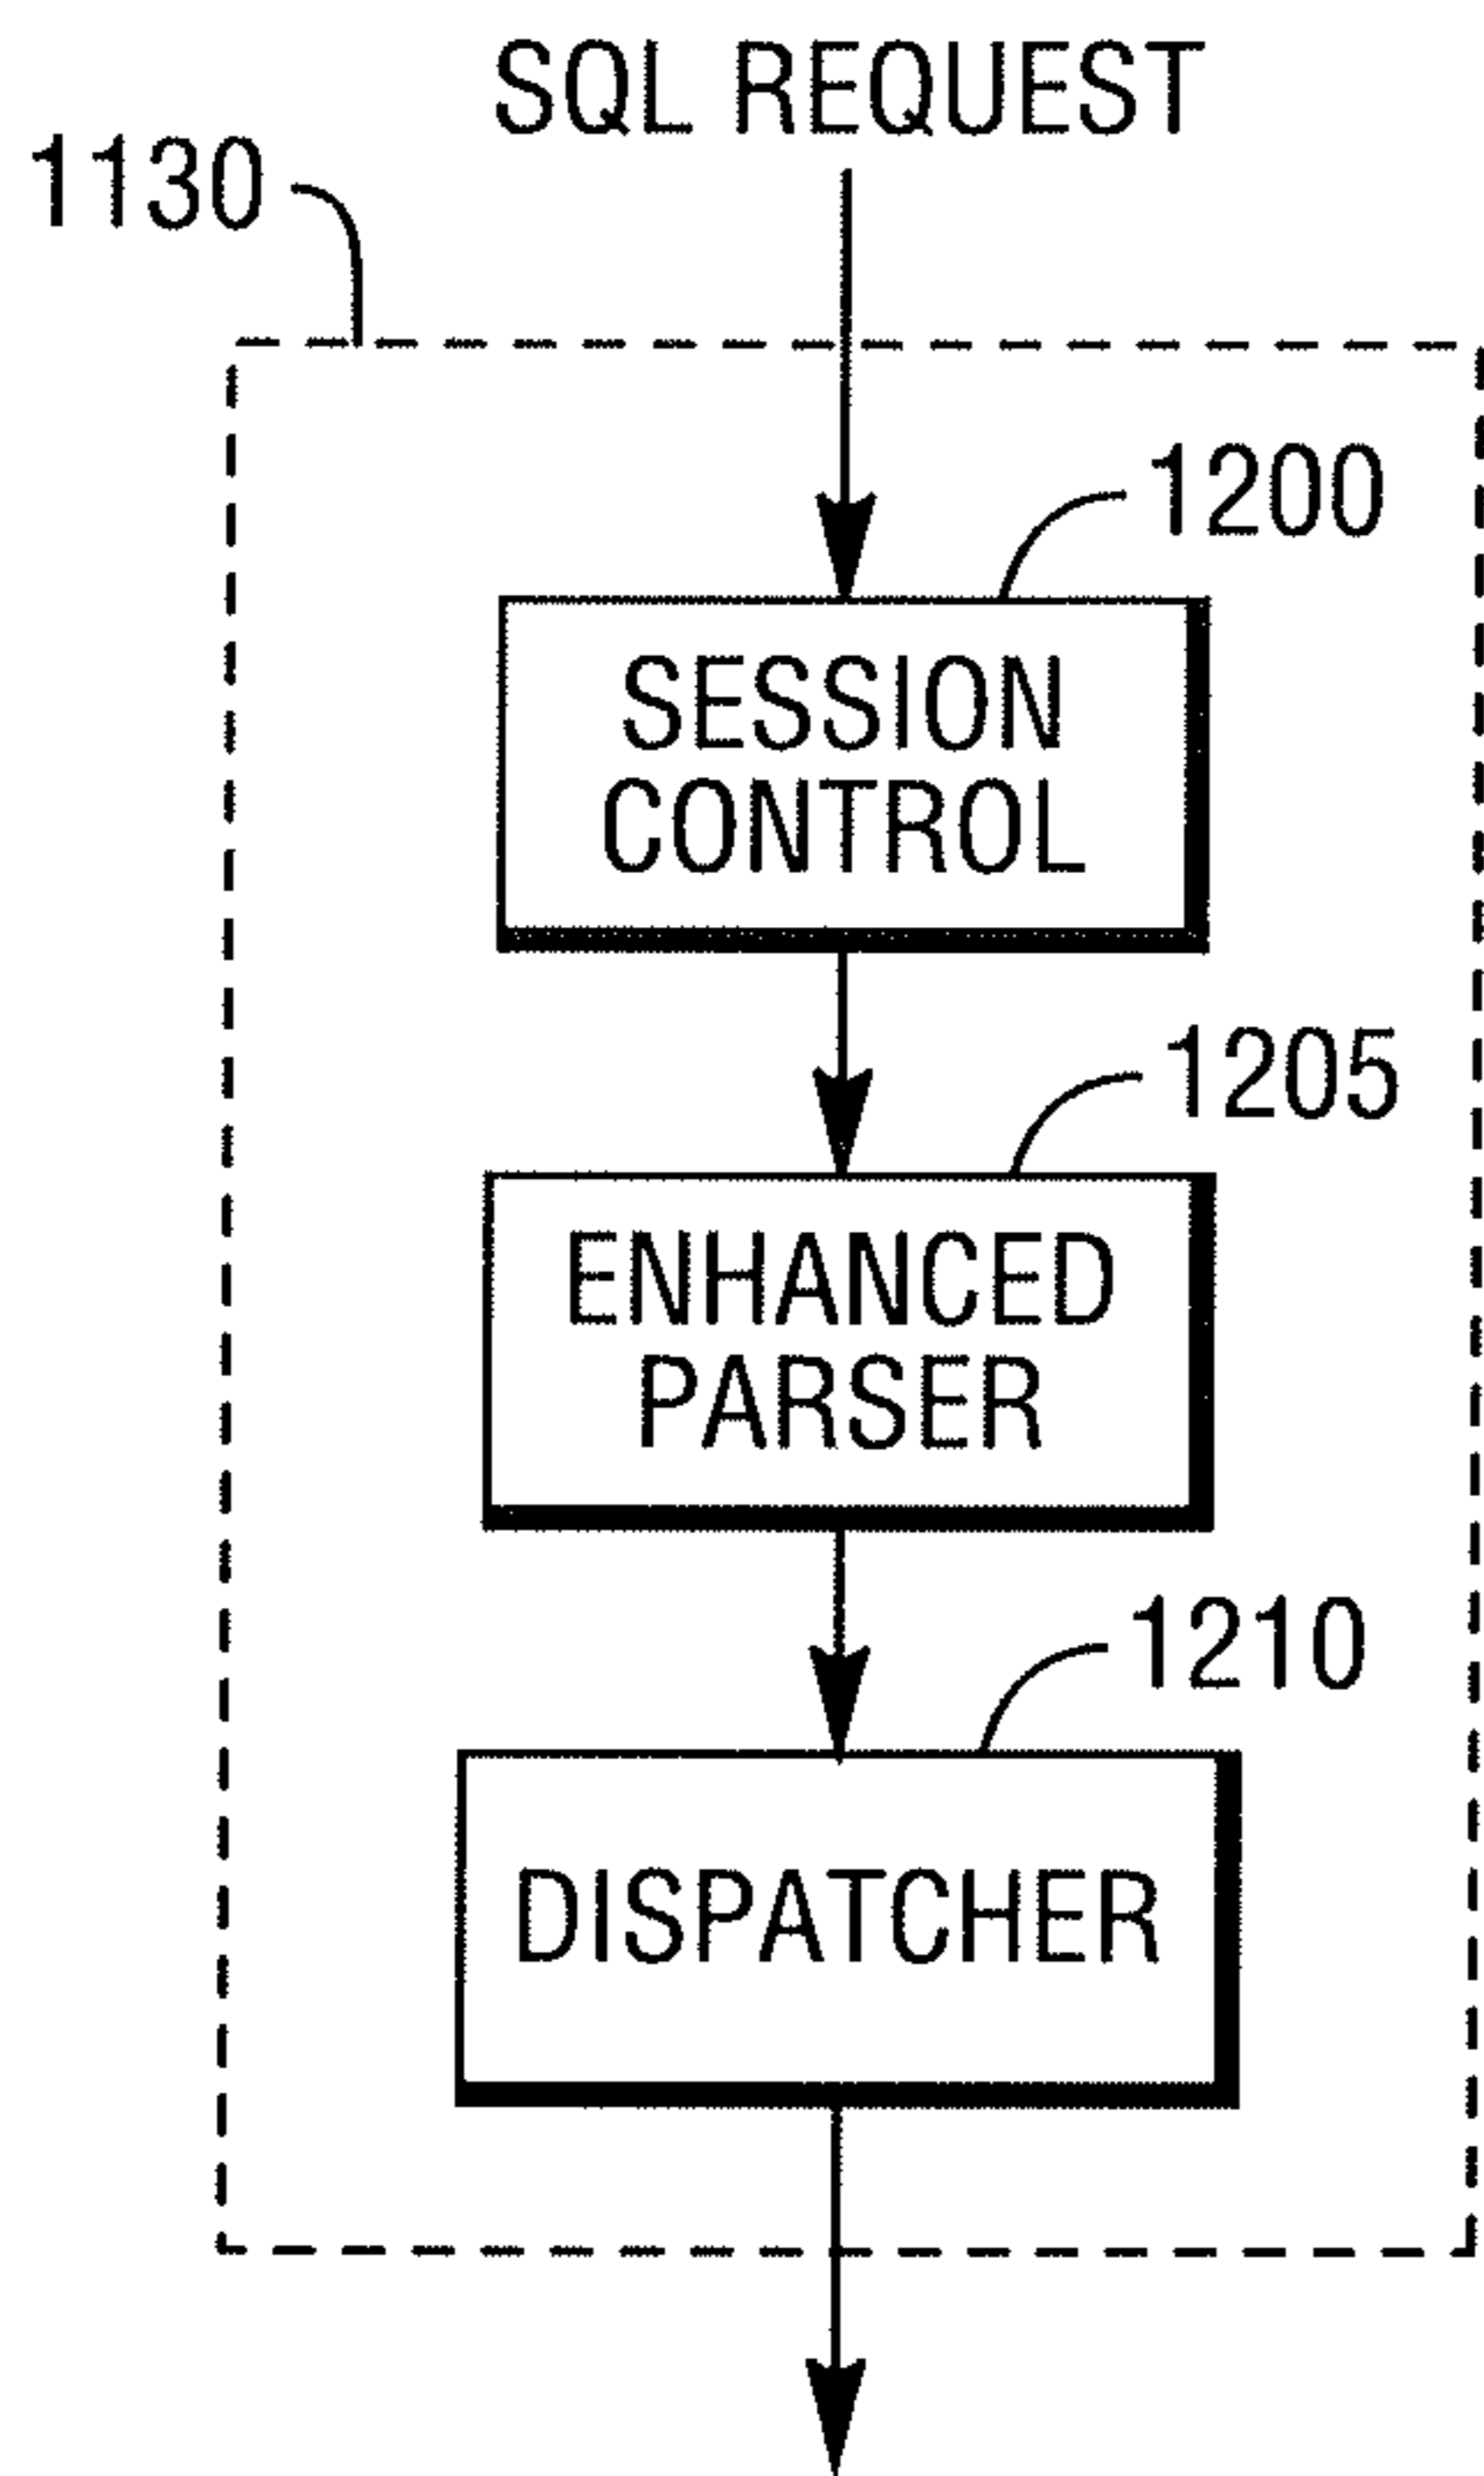 SQL REQUEST
1130
1200
SESSION
CONTROL
1205
ENHANCED
PARSER
1210
DISPATCHER